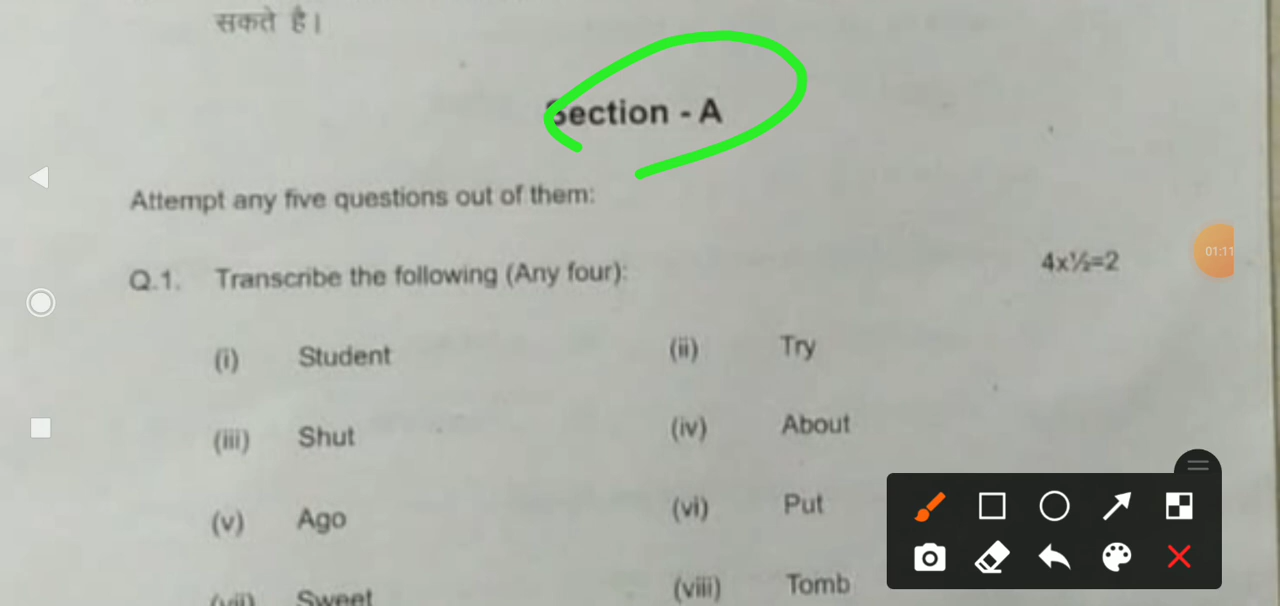 सकते है।
Section - A
Attempt any five questions out of them:
Q.1. Transcribe the following (Any four): 4x½=2
(i) Student (ii) Try
(iii) Shut (iv) About
(v) Ago (vi) Put
(vii) Sweet (viii) Tomb
01:11